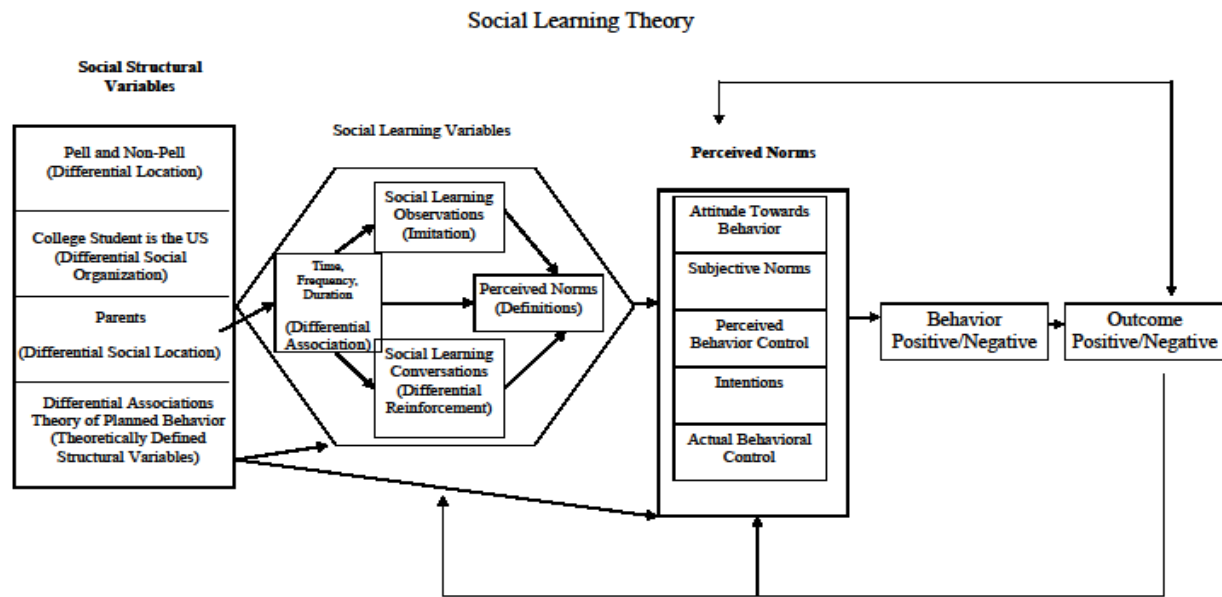 Social Learning Theory
Social Structural
Variables
Pell and Non-Pell
(Differential Location)
College Student is the US
(Differential Social
Organization)
Parents
(Differential Social Location)
Differential Associations
Theory of Planned Behavior
(Theoretically Defined
Structural Variables)
Social Learning Variables
Time,
Frequency,
Duration
(Differential
Association)
Social Learning
Observations
(Imitation)
Social Learning
Conversations
(Differential
Reinforcement)
Perceived Norms
(Definitions)
Perceived Norms
Attitude Towards
Behavior
Subjective Norms
Perceived
Behavior Control
Intentions
Actual Behavioral
Control
Behavior
Positive/Negative
Outcome
Positive/Negative